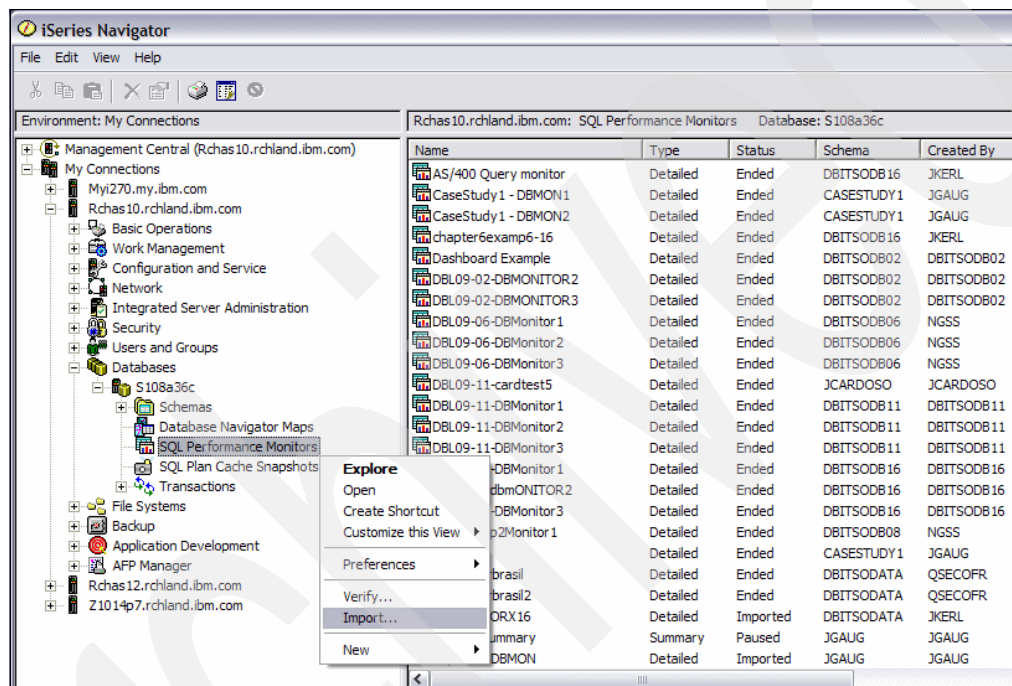 iSeries Navigator
File Edit View Help
Environment: My Connections
Rchas10.rchland.ibm.com: SQL Performance Monitors Database: S108a36c
Management Central (Rchas10.rchland.ibm.com)
My Connections
Myi270.my.ibm.com
Rchas10.rchland.ibm.com
Basic Operations
Work Management
Configuration and Service
Network
Integrated Server Administration
Security
Users and Groups
Databases
S108a36c
Schemas
Database Navigator Maps
SQL Performance Monitors
SQL Plan Cache Snapshots
Transactions
File Systems
Backup
Application Development
AFP Manager
Rchas12.rchland.ibm.com
Z1014p7.rchland.ibm.com
Explore
Open
Create Shortcut
Customize this View
Preferences
Verify...
Import...
New
Name Type Status Schema Created By
AS/400 Query monitor Detailed Ended DBITSODB16 JKERL
CaseStudy1 - DBMON1 Detailed Ended CASESTUDY1 JGAUG
CaseStudy1 - DBMON2 Detailed Ended CASESTUDY1 JGAUG
chapter6examp6-16 Detailed Ended DBITSODB16 JKERL
Dashboard Example Detailed Ended DBITSODB02 DBITSODB02
DBL09-02-DBMONITOR2 Detailed Ended DBITSODB02 DBITSODB02
DBL09-02-DBMONITOR3 Detailed Ended DBITSODB02 DBITSODB02
DBL09-06-DBMonitor1 Detailed Ended DBITSODB06 NGSS
DBL09-06-DBMonitor2 Detailed Ended DBITSODB06 NGSS
DBL09-06-DBMonitor3 Detailed Ended DBITSODB06 NGSS
DBL09-11-cardtest5 Detailed Ended JCARDOSO JCARDOSO
DBL09-11-DBMonitor1 Detailed Ended DBITSODB11 DBITSODB11
DBL09-11-DBMonitor2 Detailed Ended DBITSODB11 DBITSODB11
DBL09-11-DBMonitor3 Detailed Ended DBITSODB11 DBITSODB11
-DBMonitor1 Detailed Ended DBITSODB16 DBITSODB16
dbmONITOR2 Detailed Ended DBITSODB16 DBITSODB16
-DBMonitor3 Detailed Ended DBITSODB16 DBITSODB16
p2Monitor1 Detailed Ended DBITSODB08 NGSS
Detailed Ended CASESTUDY1 JGAUG
brasil Detailed Ended DBITSODATA QSECOFR
brasil2 Detailed Ended DBITSODATA QSECOFR
ORX16 Detailed Imported DBITSODATA JKERL
ummary Summary Paused JGAUG JGAUG
DBMON Detailed Imported JGAUG JGAUG